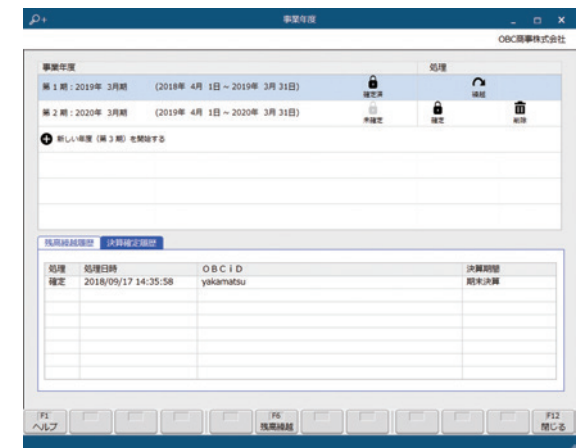 事業年度
OBC商事株式会社
事業年度 処理
第 1 期：2019年 3月期 (2018年 4月 1日 ～ 2019年 3月 31日) 確定済 繰越
第 2 期：2020年 3月期 (2019年 4月 1日 ～ 2020年 3月 31日) 未確定 確定 削除
新しい年度（第 3 期）を開始する
残高繰越履歴 決算確定履歴
処理 処理日時 OBCiD 決算期間
確定 2018/09/17 14:35:58 yakamatsu 期末決算
F1 F6 F12
ヘルプ 残高繰越 閉じる